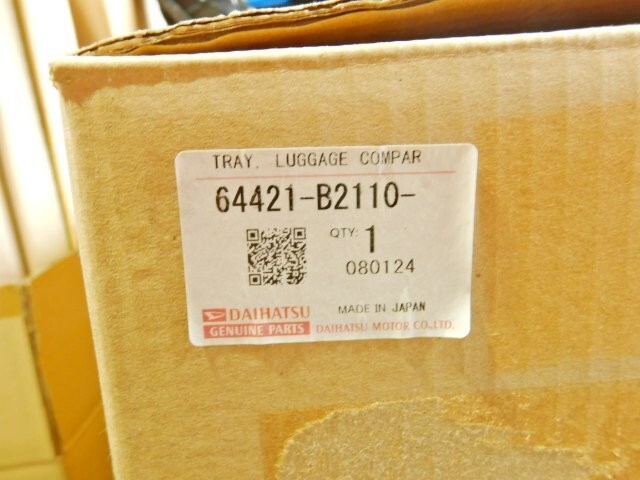 TRAY. LUGGAGE COMPAR
64421-B2110-
QTY: 1
080124
DAIHATSU
GENUINE PARTS
MADE IN JAPAN
DAIHATSU MOTOR CO.,LTD.